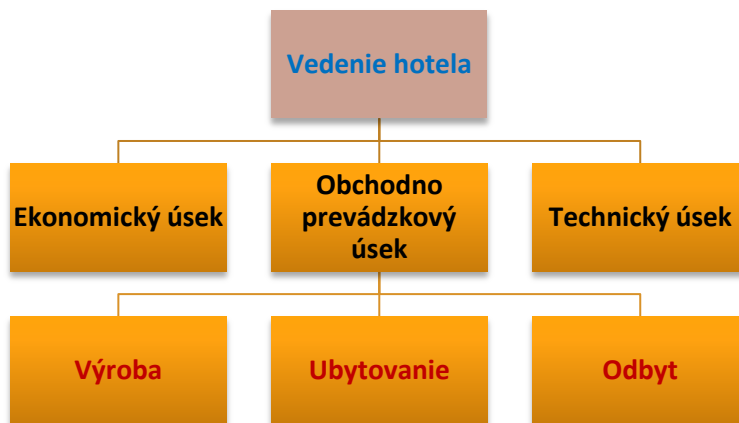 Vedenie hotela
Ekonomický úsek
Obchodno
prevádzkový
úsek
Technický úsek
Výroba
Ubytovanie
Odbyt